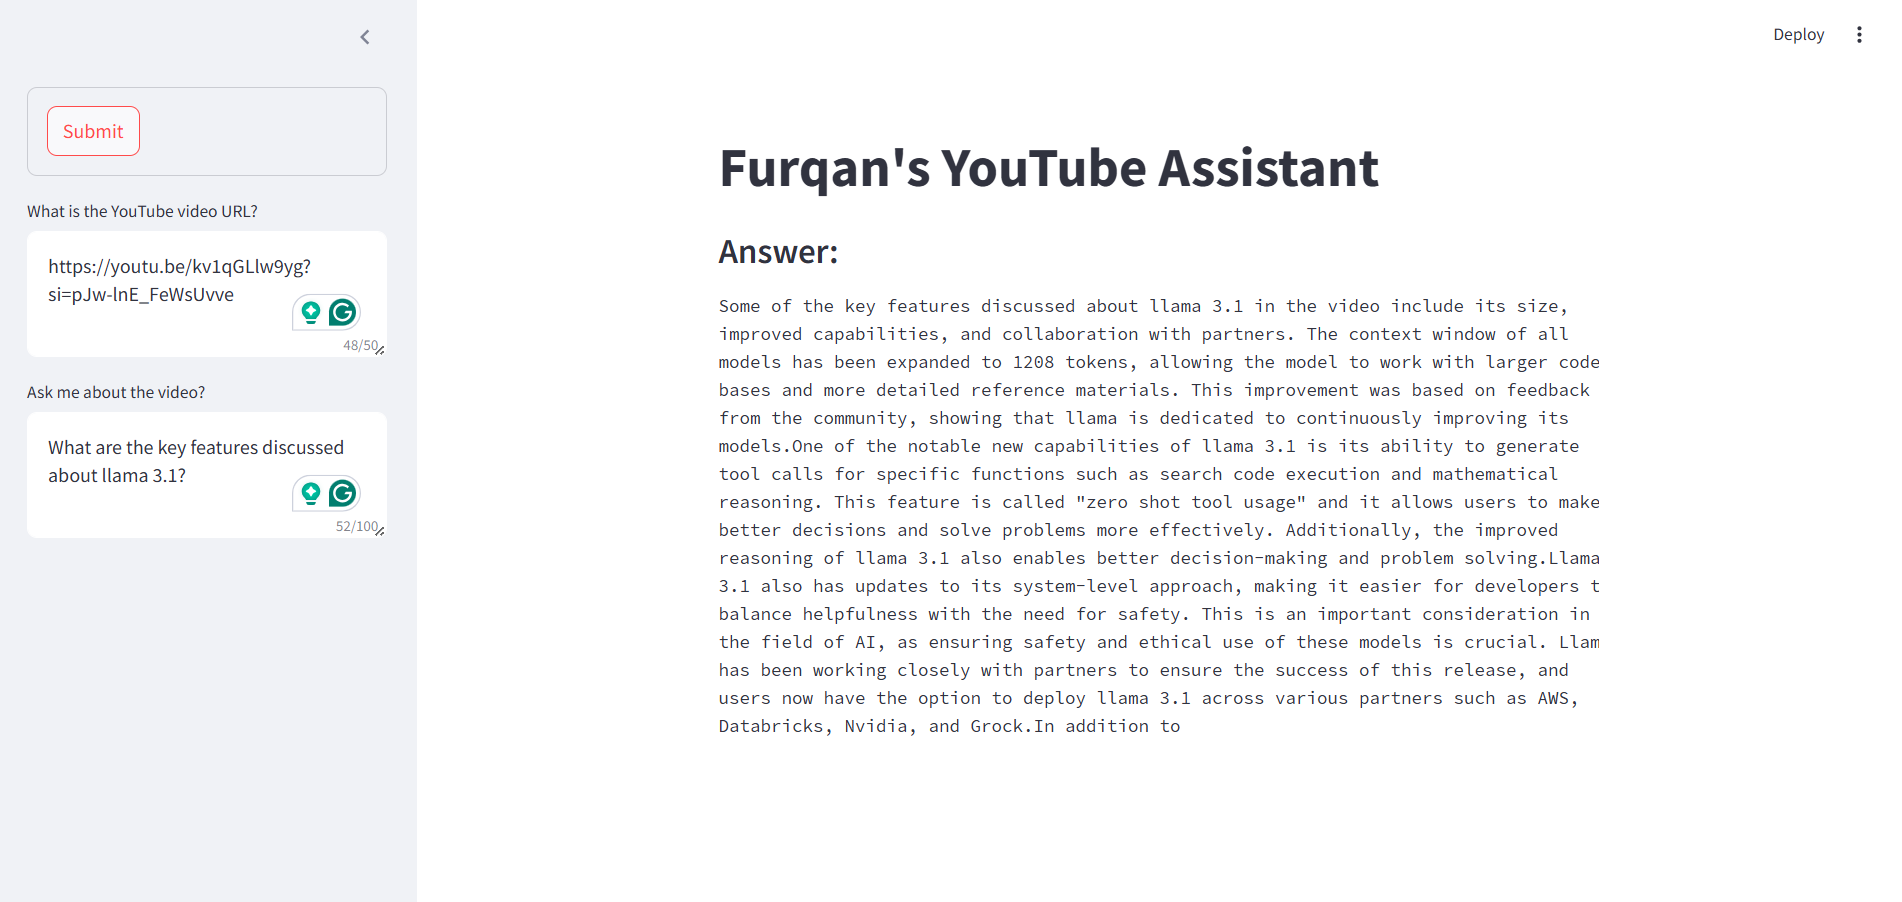 Deploy
Submit
What is the YouTube video URL?
https://youtu.be/kv1qGLlw9yg?
si=pJw-lnE_FeWsUvve
48/50
Ask me about the video?
What are the key features discussed
about llama 3.1?
52/100
Furqan's YouTube Assistant
Answer:
Some of the key features discussed about llama 3.1 in the video include its size,
improved capabilities, and collaboration with partners. The context window of all
models has been expanded to 1208 tokens, allowing the model to work with larger code
bases and more detailed reference materials. This improvement was based on feedback
from the community, showing that llama is dedicated to continuously improving its
models.One of the notable new capabilities of llama 3.1 is its ability to generate
tool calls for specific functions such as search code execution and mathematical
reasoning. This feature is called "zero shot tool usage" and it allows users to make
better decisions and solve problems more effectively. Additionally, the improved
reasoning of llama 3.1 also enables better decision-making and problem solving.Llama
3.1 also has updates to its system-level approach, making it easier for developers t
balance helpfulness with the need for safety. This is an important consideration in
the field of AI, as ensuring safety and ethical use of these models is crucial. Llam
has been working closely with partners to ensure the success of this release, and
users now have the option to deploy llama 3.1 across various partners such as AWS,
Databricks, Nvidia, and Grock.In addition to